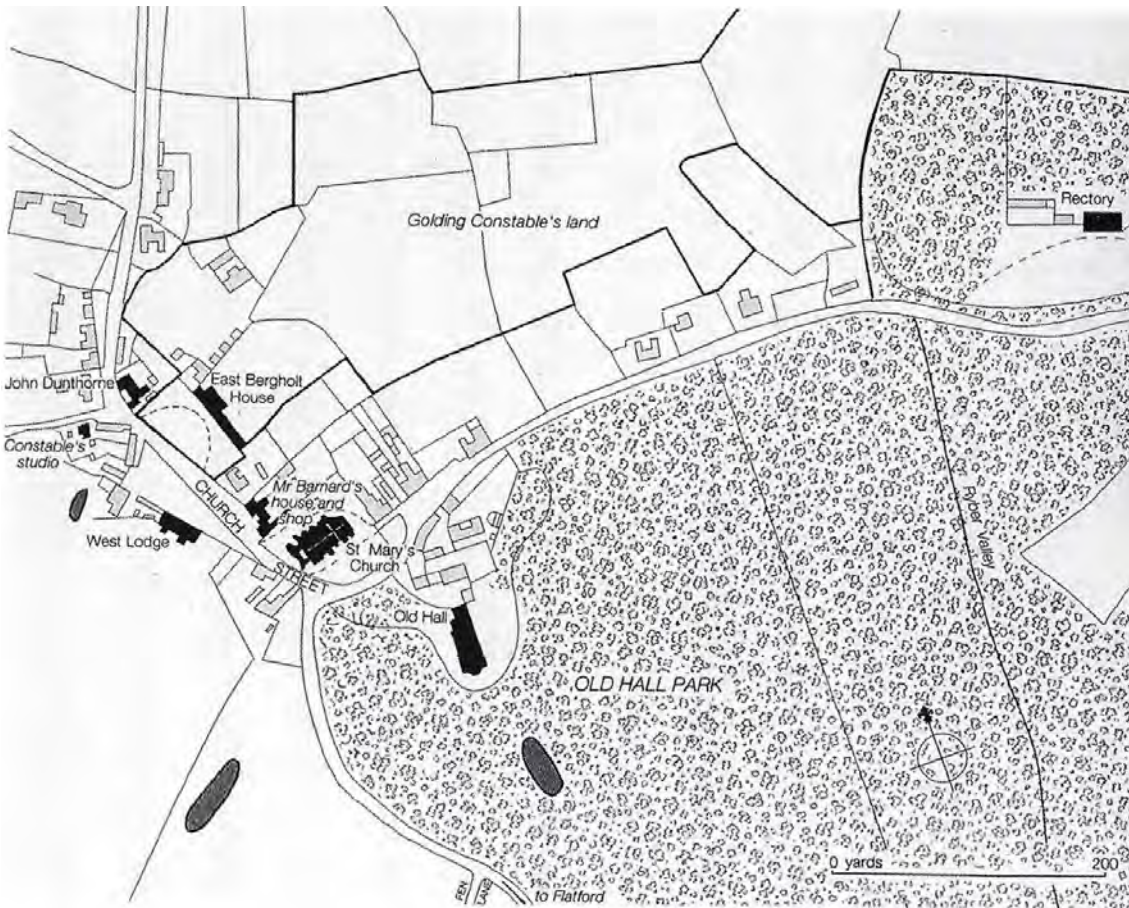 Rectory
Golding Constable's land
John Dunthorne
East Bergholt
House
Constable's
studio
CHURCH
STREET
Mr Barnard's
house and
shop
West Lodge
St Mary's
Church
Ryber Valley
Old Hall
OLD HALL PARK
0 yards
200
FEN
LANE
to Flatford